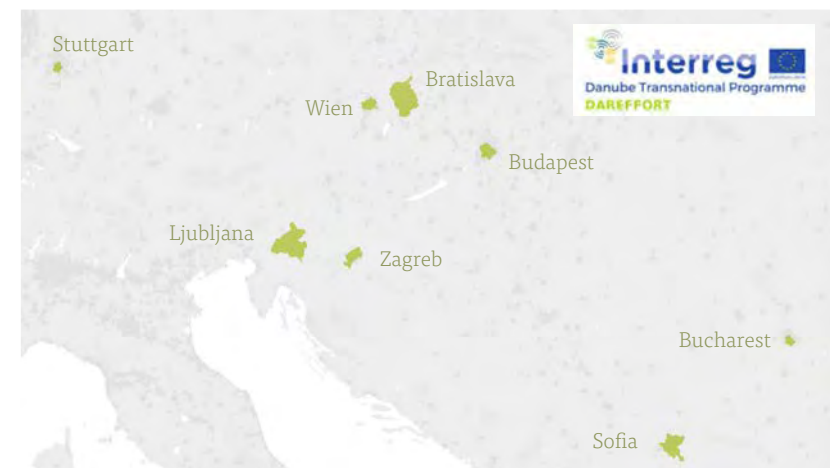 Stuttgart
Interreg
Danube Transnational Programme
DAREFFORT
Bratislava
Wien
Budapest
Ljubljana
Zagreb
Bucharest
Sofia